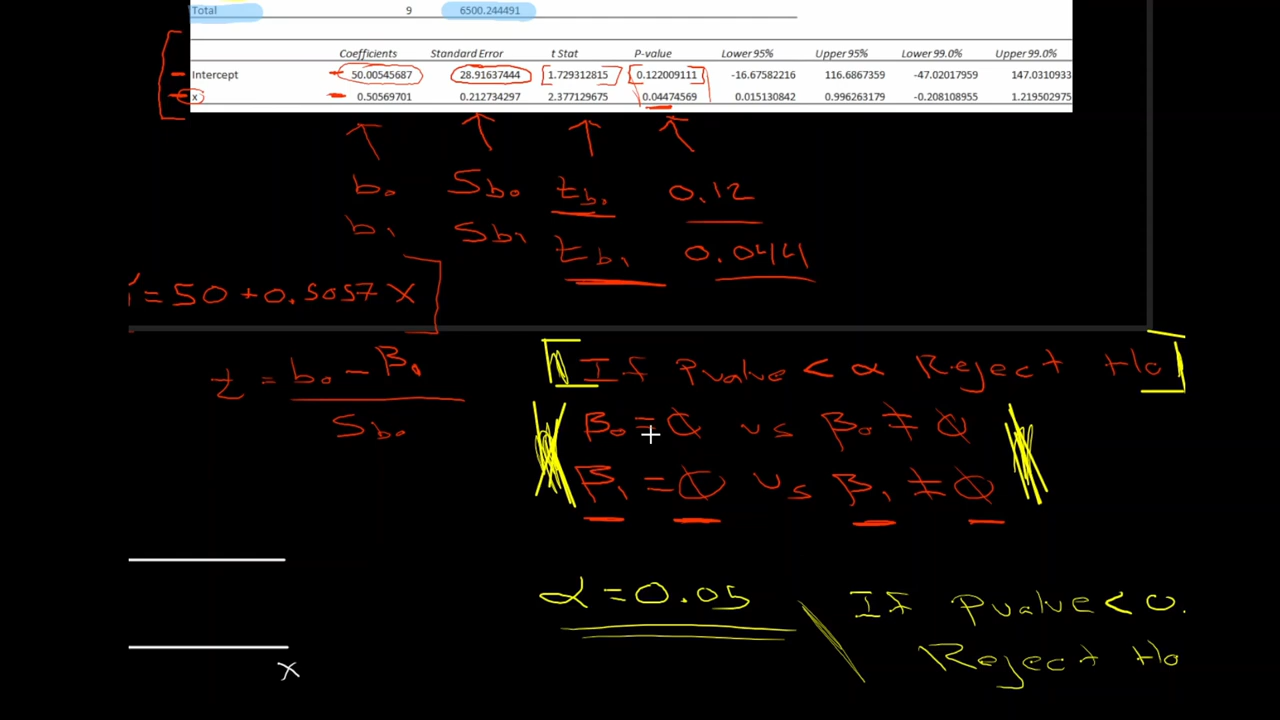 Total 9 6500.244491
Coefficients Standard Error t Stat P-value Lower 95% Upper 95% Lower 99.0% Upper 99.0%
Intercept 50.00545687 28.91637444 1.729312815 0.122009111 -16.67582216 116.6867359 -47.02017959 147.0310933
x 0.50569701 0.212734297 2.377129675 0.04474569 0.015130842 0.996263179 -0.208108955 1.219502975
b₀ Sb₀ tb₀ 0.12
b₁ Sb₁ tb₁ 0.044
= 50 + 0.5057 X
t = b₀ - β₀ / Sb₀
If Pvalue < α Reject H₀
β₀ = 0 vs β₀ ≠ 0
β₁ = 0 vs β₁ ≠ 0
α = 0.05
If Pvalue < 0.
Reject H₀
x